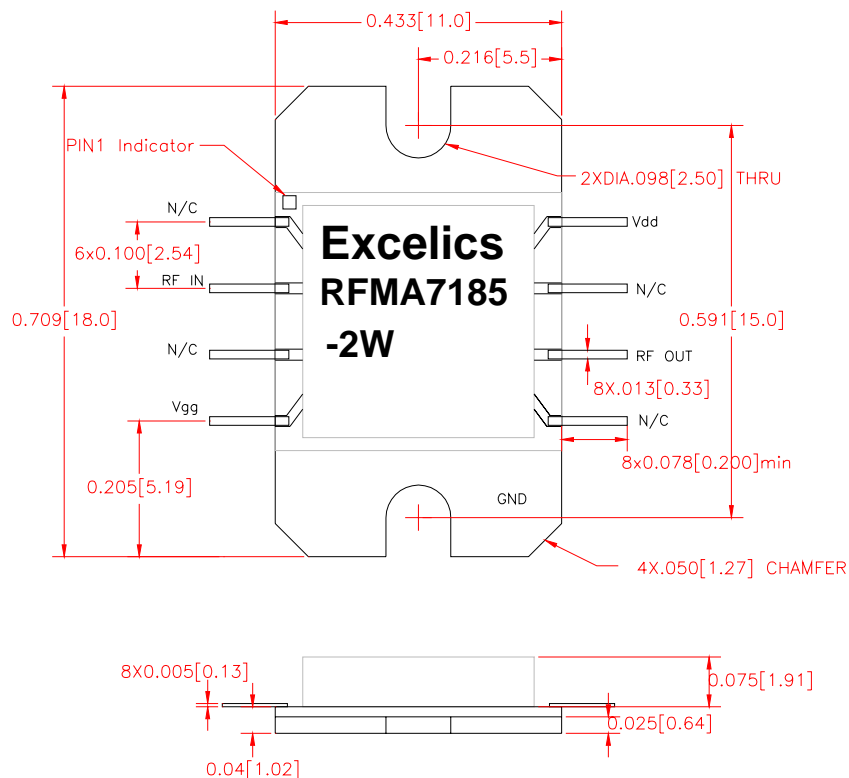 0.433[11.0]
0.216[5.5]
PIN1 Indicator
2XDIA.098[2.50] THRU
N/C
Vdd
6x0.100[2.54]
Excelics
RFMA7185
-2W
RF IN
N/C
0.709[18.0]
0.591[15.0]
N/C
RF OUT
8X.013[0.33]
Vgg
N/C
8x0.078[0.200]min
0.205[5.19]
GND
4X.050[1.27] CHAMFER
8X0.005[0.13]
0.075[1.91]
0.025[0.64]
0.04[1.02]